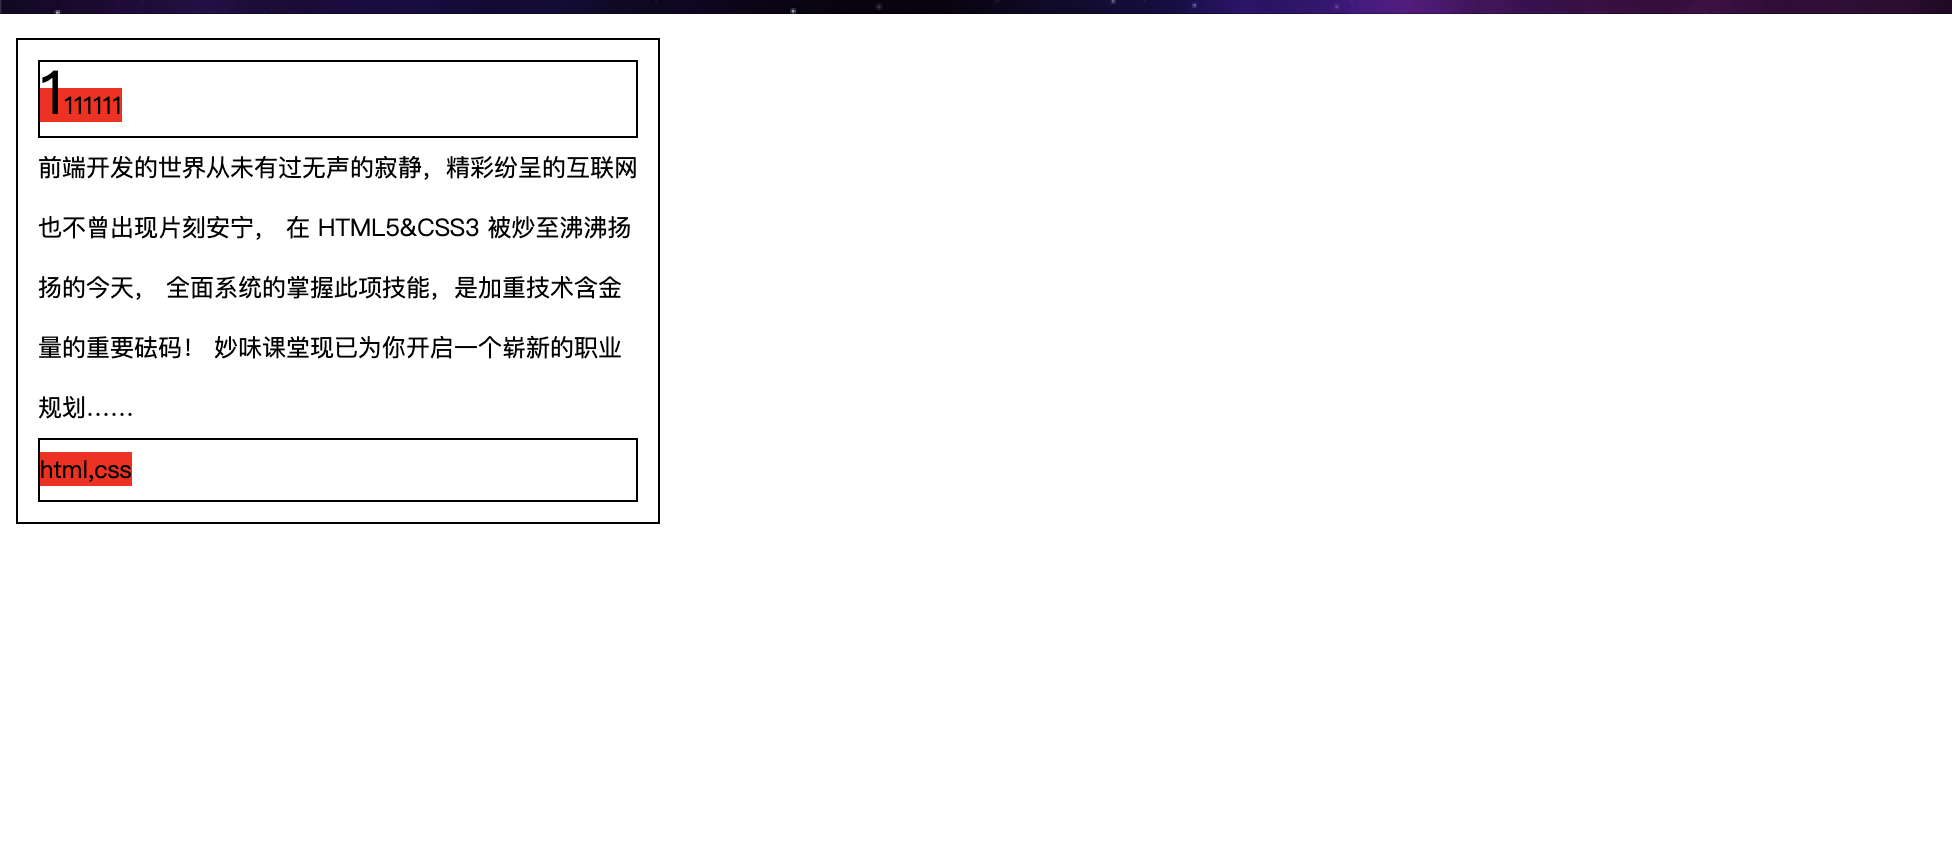 1111111
前端开发的世界从未有过无声的寂静，精彩纷呈的互联网
也不曾出现片刻安宁， 在 HTML5&CSS3 被炒至沸沸扬
扬的今天， 全面系统的掌握此项技能，是加重技术含金
量的重要砝码！ 妙味课堂现已为你开启一个崭新的职业
规划……
html,css